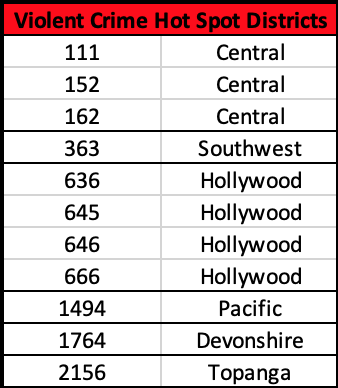 Violent Crime Hot Spot Districts
111 Central
152 Central
162 Central
363 Southwest
636 Hollywood
645 Hollywood
646 Hollywood
666 Hollywood
1494 Pacific
1764 Devonshire
2156 Topanga